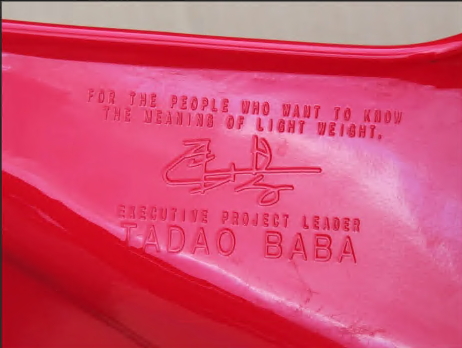 FOR THE PEOPLE WHO WANT TO KNOW
THE MEANING OF LIGHT WEIGHT.
EXECUTIVE PROJECT LEADER
TADAO BABA